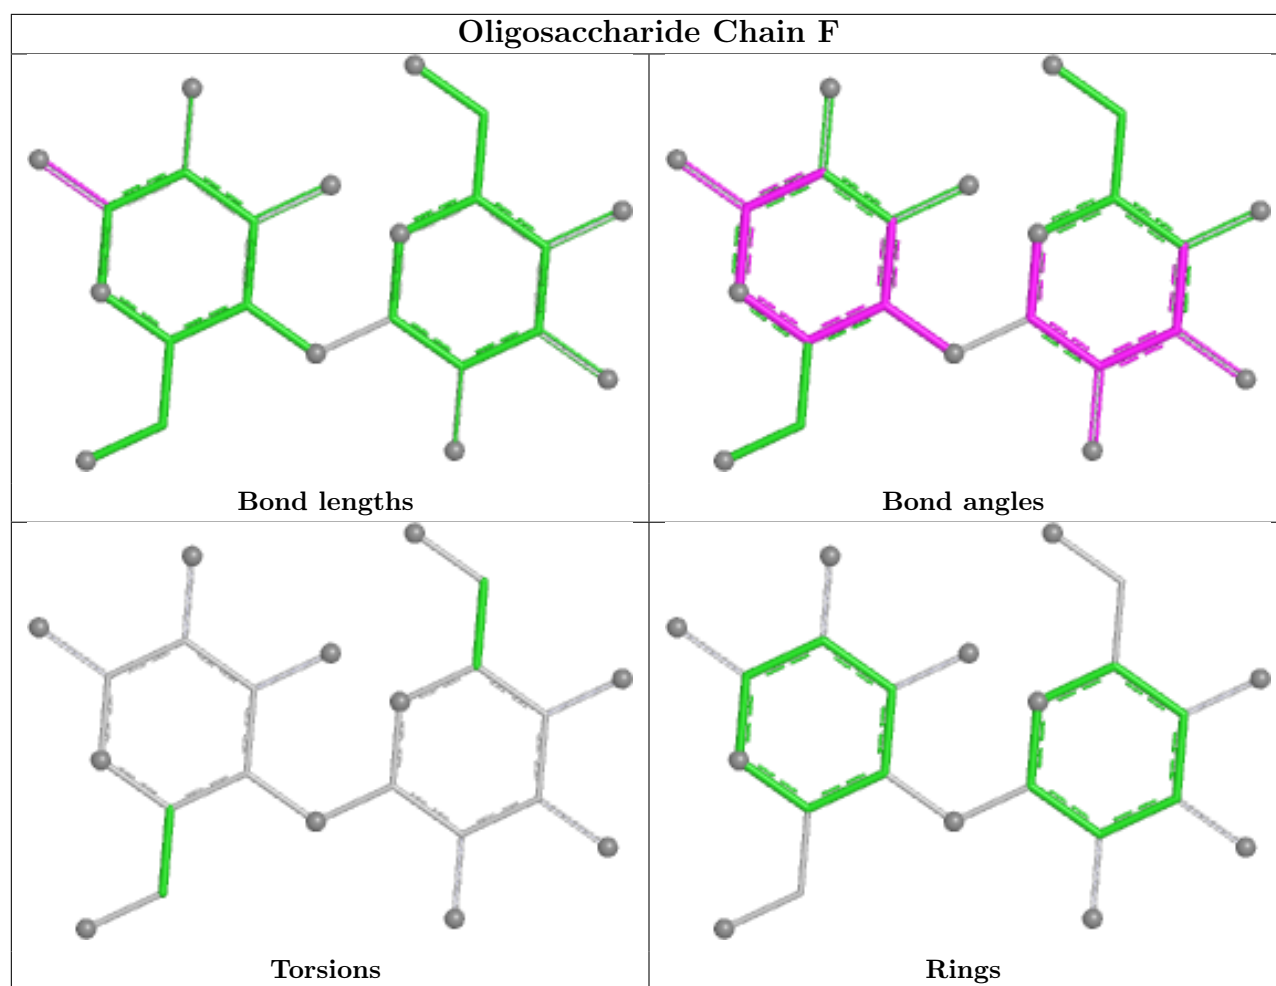 Oligosaccharide Chain F
Bond lengths
Bond angles
Torsions
Rings